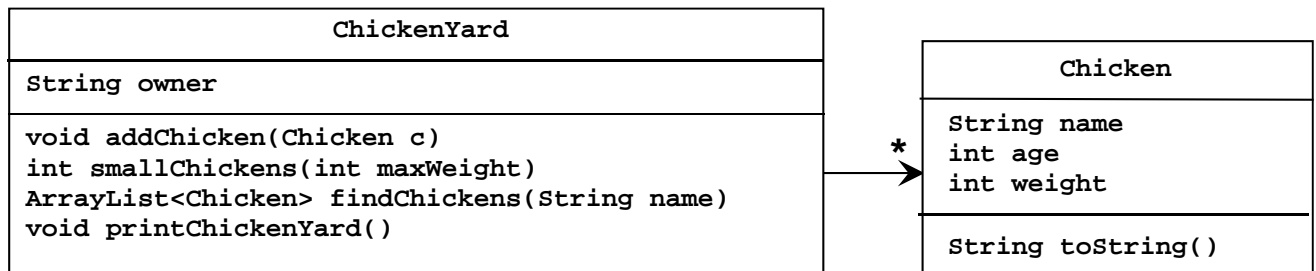 ChickenYard
String owner
void addChicken(Chicken c)
int smallChickens(int maxWeight)
ArrayList<Chicken> findChickens(String name)
void printChickenYard()
*
Chicken
String name
int age
int weight
String toString()